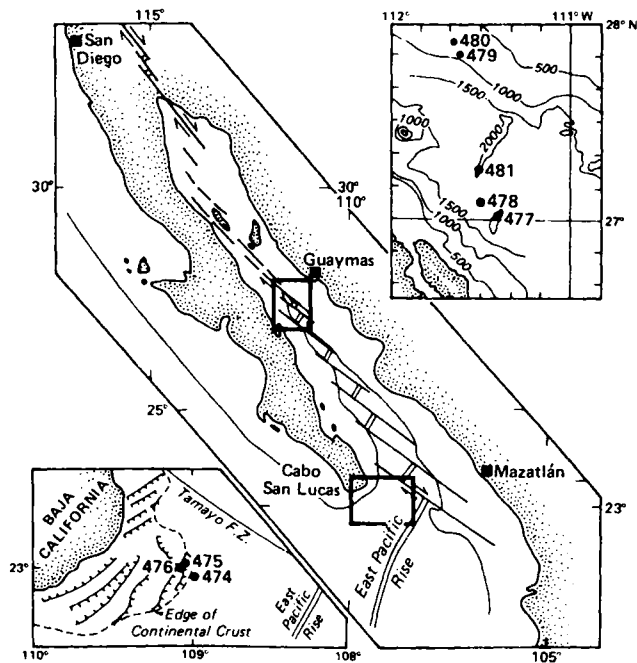 115°
San
Diego
30°
30°
110°
Guaymas
25°
Cabo
San Lucas
Mazatlán
23°
East Pacific
Rise
105°
112°
111°W
28° N
480
479
500
1000
1500
1000
2000
481
478
1500
477
1000
500
27°
BAJA
CALIFORNIA
Tamayo F. Z.
23°
476
475
474
Edge of
Continental Crust
East
Pacific
Rise
110°
109°
108°